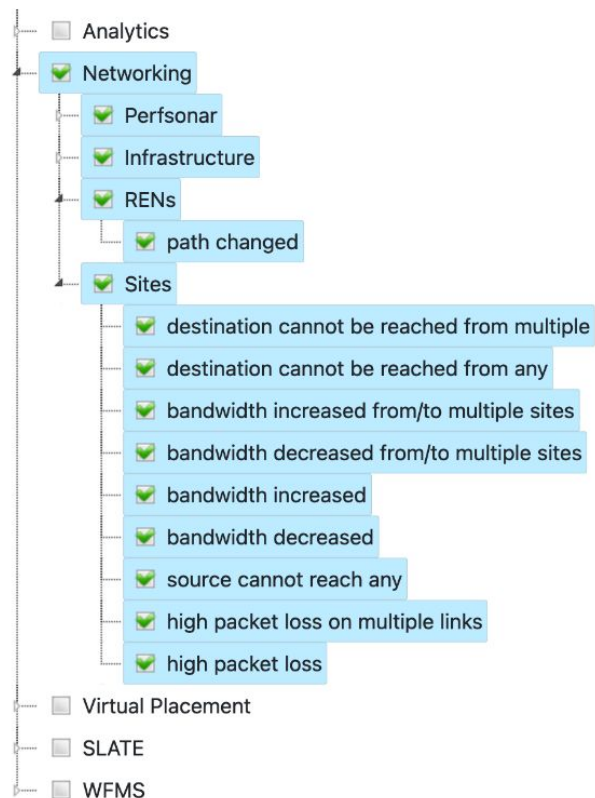 Analytics
Networking
Perfsonar
Infrastructure
RENs
path changed
Sites
destination cannot be reached from multiple
destination cannot be reached from any
bandwidth increased from/to multiple sites
bandwidth decreased from/to multiple sites
bandwidth increased
bandwidth decreased
source cannot reach any
high packet loss on multiple links
high packet loss
Virtual Placement
SLATE
WFMS